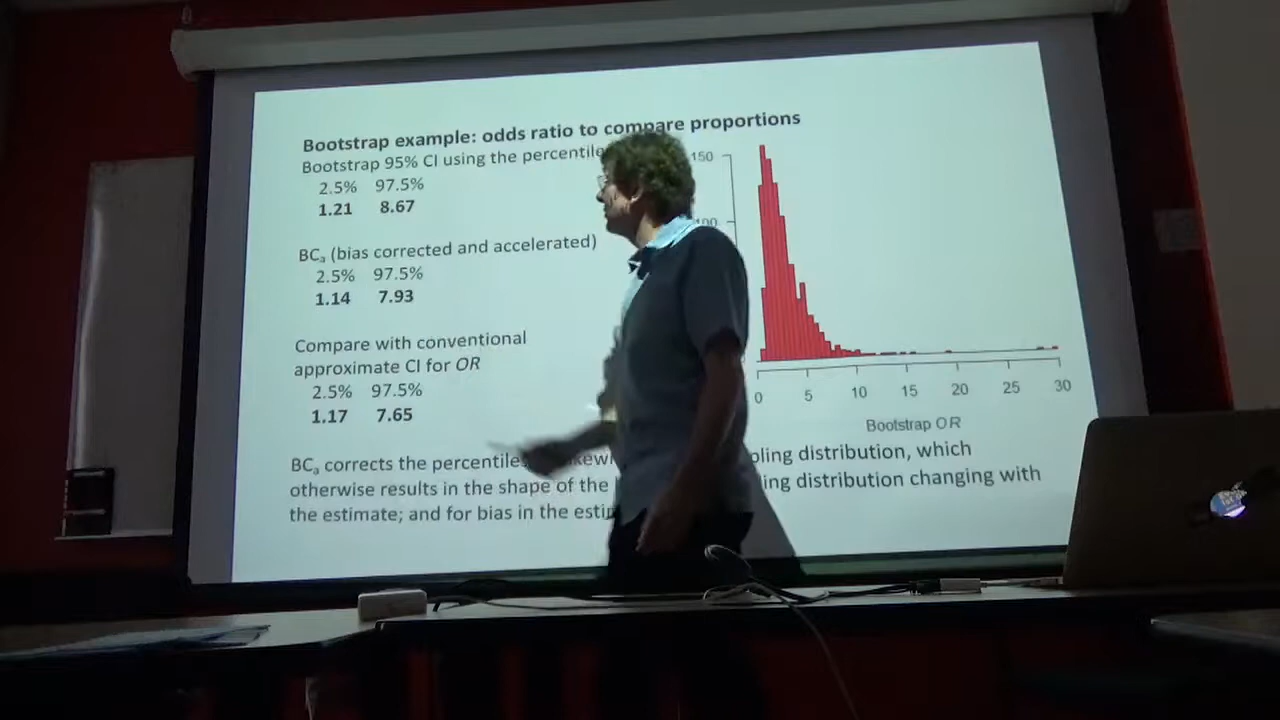 Bootstrap example: odds ratio to compare proportions
Bootstrap 95% CI using the percentile
2.5% 97.5%
1.21 8.67
BCa (bias corrected and accelerated)
2.5% 97.5%
1.14 7.93
Compare with conventional
approximate CI for OR
2.5% 97.5%
1.17 7.65
150
100
0 5 10 15 20 25 30
Bootstrap OR
BCa corrects the percentiles distribution, which
otherwise results in the shape of the distribution changing with
the estimate; and for bias in the